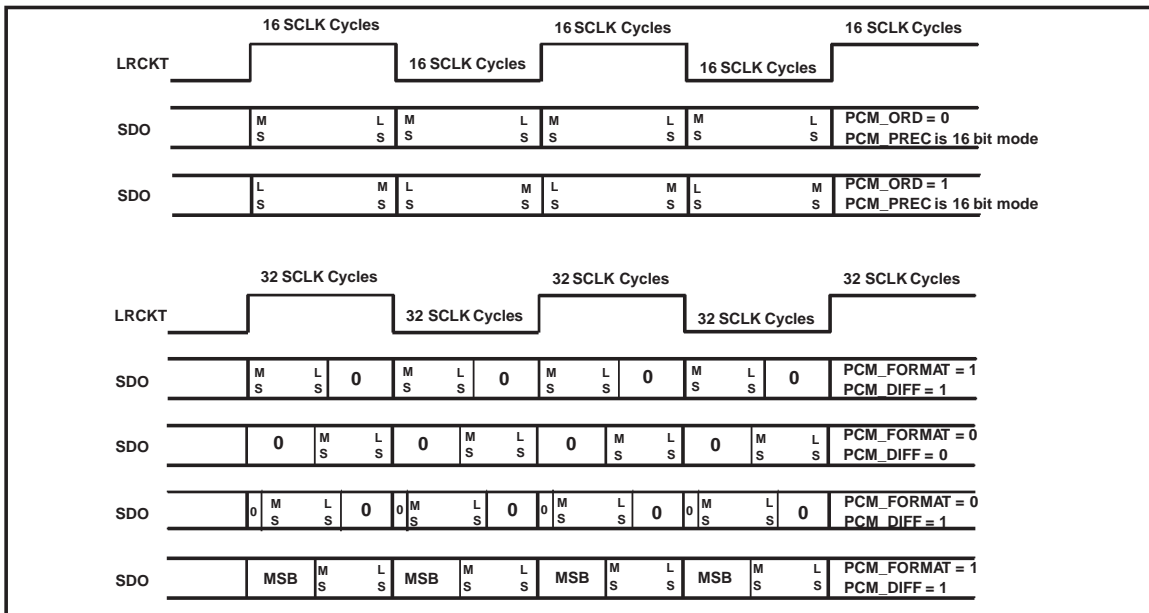 16 SCLK Cycles 16 SCLK Cycles 16 SCLK Cycles
LRCKT 16 SCLK Cycles 16 SCLK Cycles
SDO M L M L M L M L PCM_ORD = 0
S S S S S S S S PCM_PREC is 16 bit mode
SDO L M L M L M L M PCM_ORD = 1
S S S S S S S S PCM_PREC is 16 bit mode
32 SCLK Cycles 32 SCLK Cycles 32 SCLK Cycles
LRCKT 32 SCLK Cycles 32 SCLK Cycles
SDO M L 0 M L 0 M L 0 M L 0 PCM_FORMAT = 1
S S S S S S S S PCM_DIFF = 1
SDO 0 M L 0 M L 0 M L 0 M L PCM_FORMAT = 0
S S S S S S S S PCM_DIFF = 0
SDO 0 M L 0 0 M L 0 0 M L 0 0 M L 0 PCM_FORMAT = 0
S S S S S S S S PCM_DIFF = 1
SDO MSB M L MSB M L MSB M L MSB M L PCM_FORMAT = 1
S S S S S S S S PCM_DIFF = 1